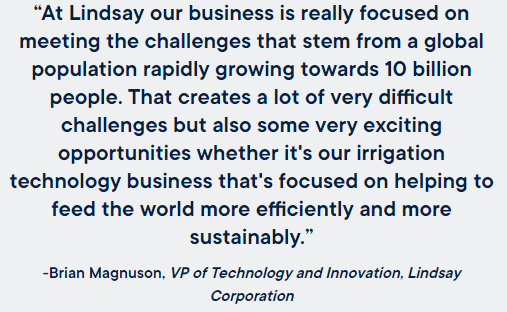 “At Lindsay our business is really focused on
meeting the challenges that stem from a global
population rapidly growing towards 10 billion
people. That creates a lot of very difficult
challenges but also some very exciting
opportunities whether it's our irrigation
technology business that's focused on helping to
feed the world more efficiently and more
sustainably.”
-Brian Magnuson, VP of Technology and Innovation, Lindsay
Corporation